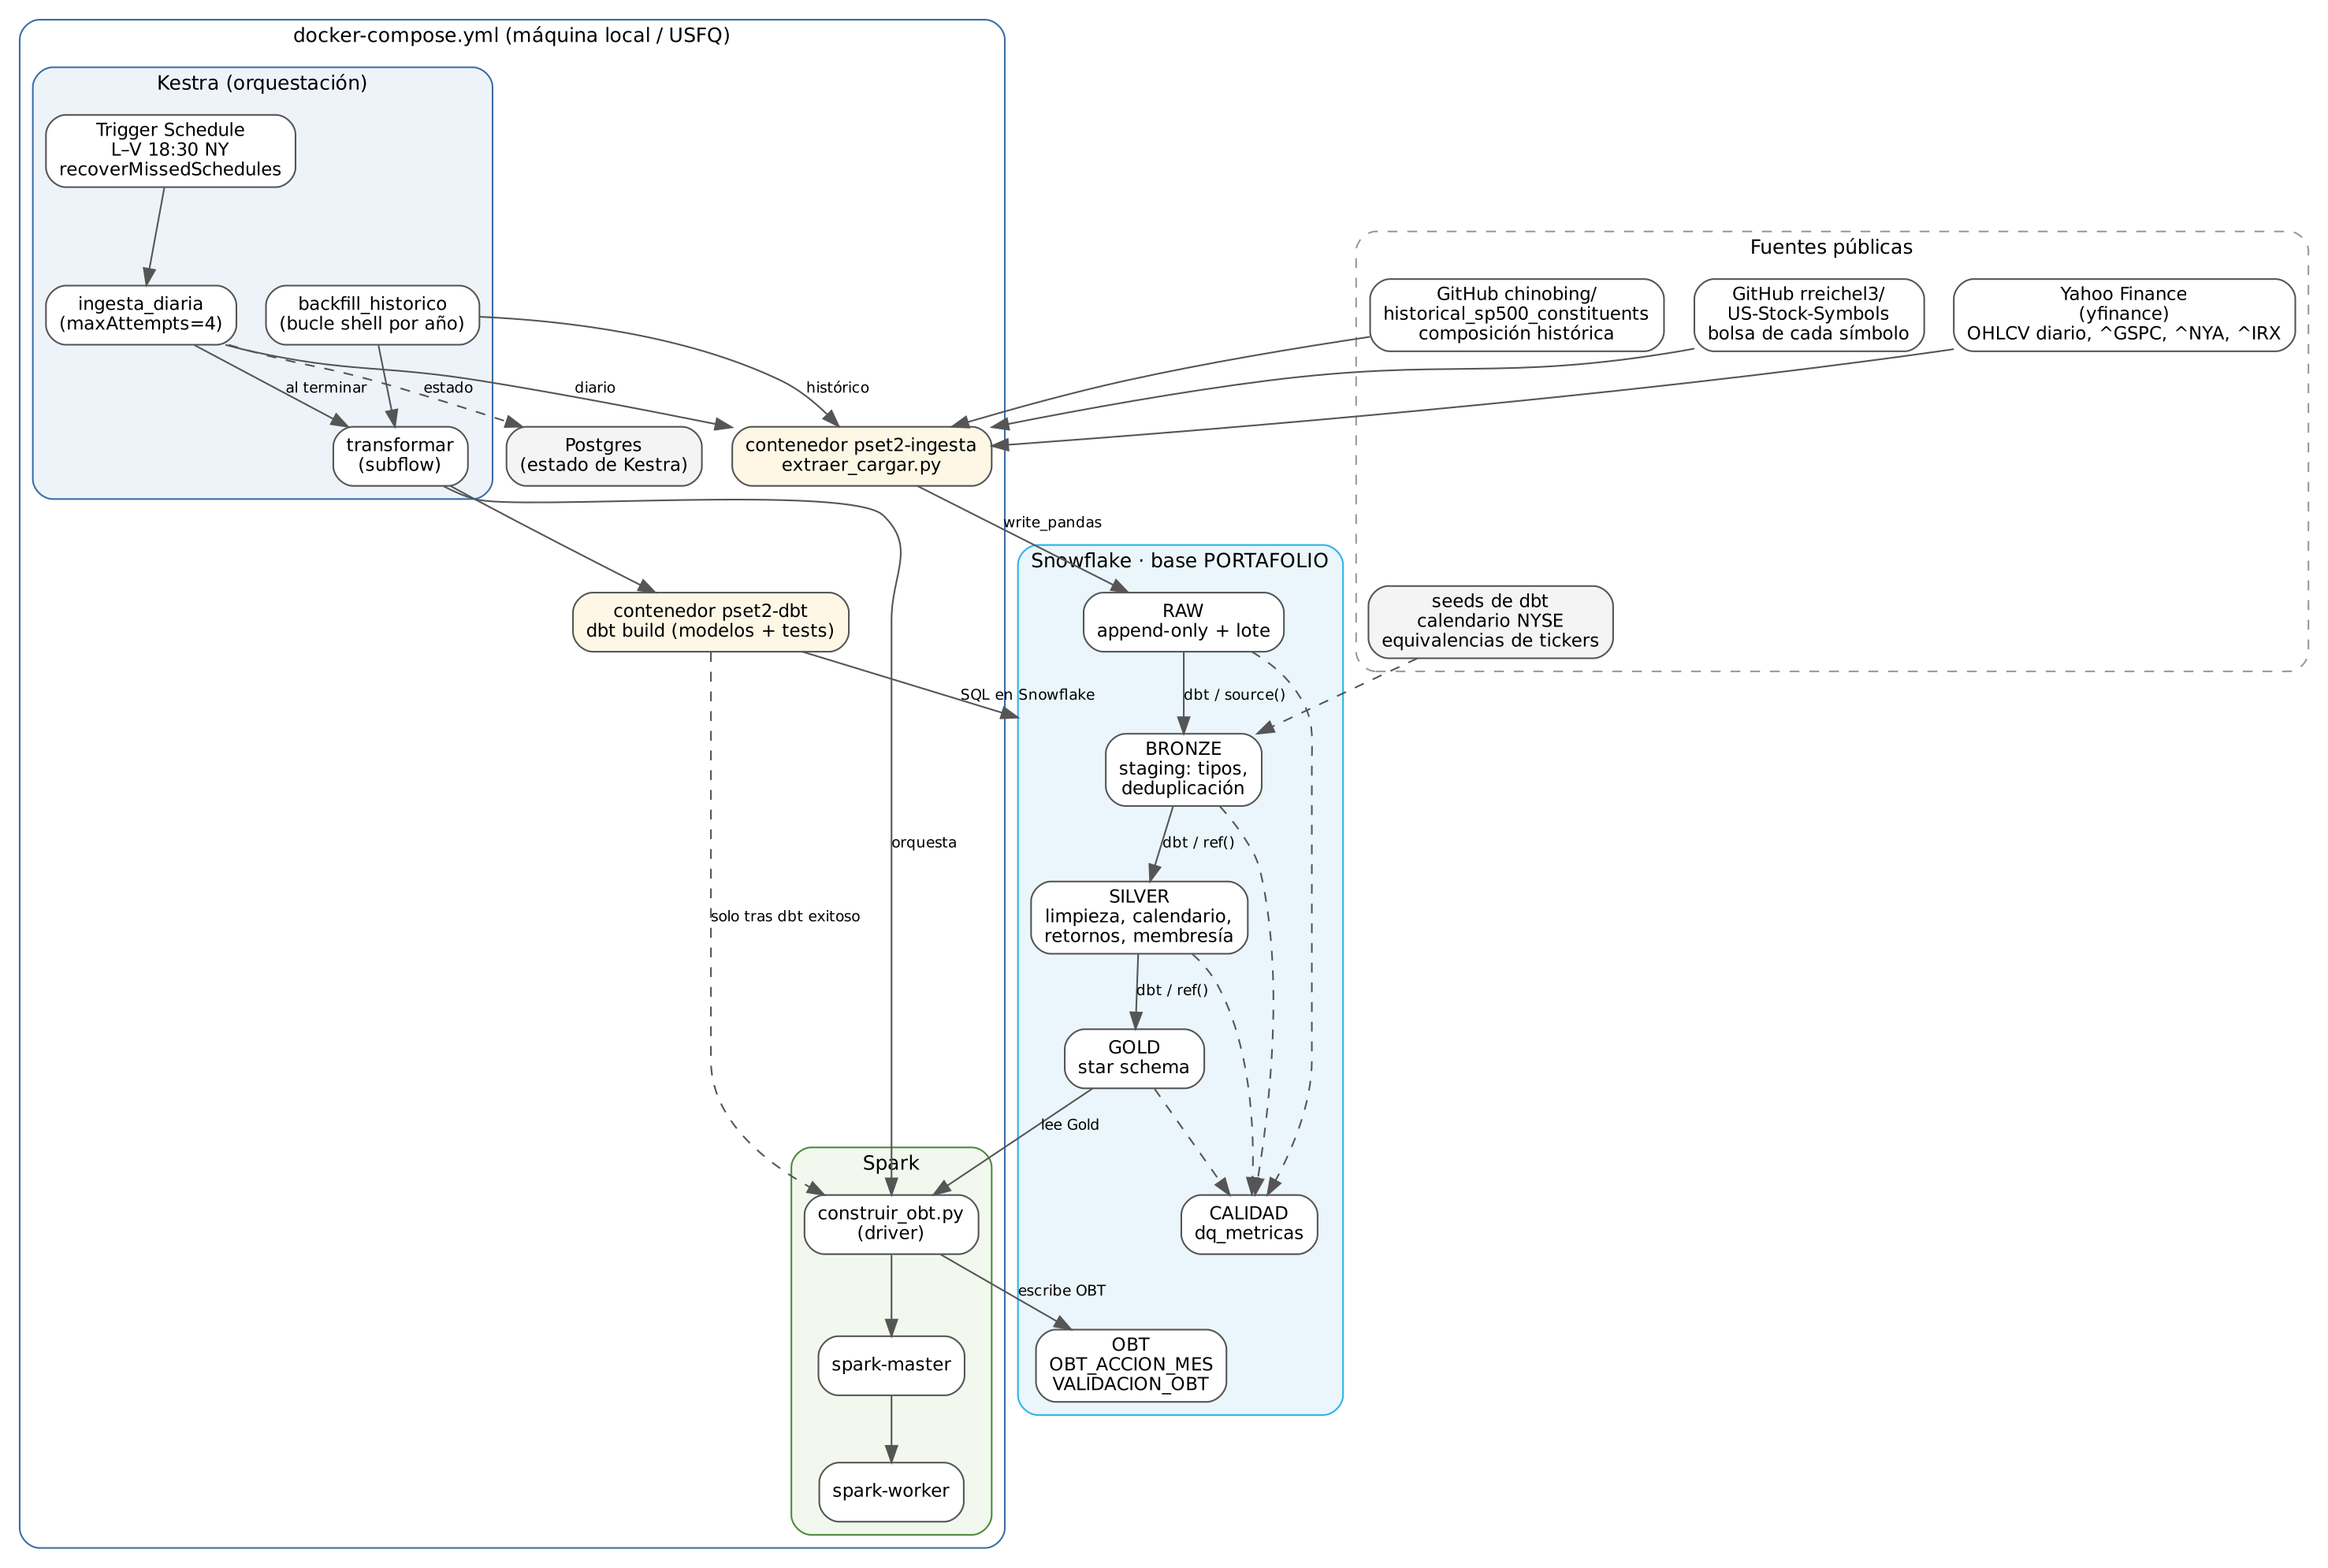 docker-compose.yml (máquina local / USFQ)
Kestra (orquestación)
Trigger Schedule
L–V 18:30 NY
recoverMissedSchedules
ingesta_diaria
(maxAttempts=4)
backfill_historico
(bucle shell por año)
al terminar
estado
diario
histórico
transformar
(subflow)
Postgres
(estado de Kestra)
contenedor pset2-ingesta
extraer_cargar.py
Fuentes públicas
GitHub chinobing/
historical_sp500_constituents
composición histórica
GitHub rreichel3/
US-Stock-Symbols
bolsa de cada símbolo
Yahoo Finance
(yfinance)
OHLCV diario, ^GSPC, ^NYA, ^IRX
write_pandas
Snowflake · base PORTAFOLIO
contenedor pset2-dbt
dbt build (modelos + tests)
RAW
append-only + lote
seeds de dbt
calendario NYSE
equivalencias de tickers
SQL en Snowflake
dbt / source()
BRONZE
staging: tipos,
deduplicación
orquesta
dbt / ref()
solo tras dbt exitoso
SILVER
limpieza, calendario,
retornos, membresía
dbt / ref()
GOLD
star schema
lee Gold
Spark
construir_obt.py
(driver)
CALIDAD
dq_metricas
escribe OBT
spark-master
OBT
OBT_ACCION_MES
VALIDACION_OBT
spark-worker